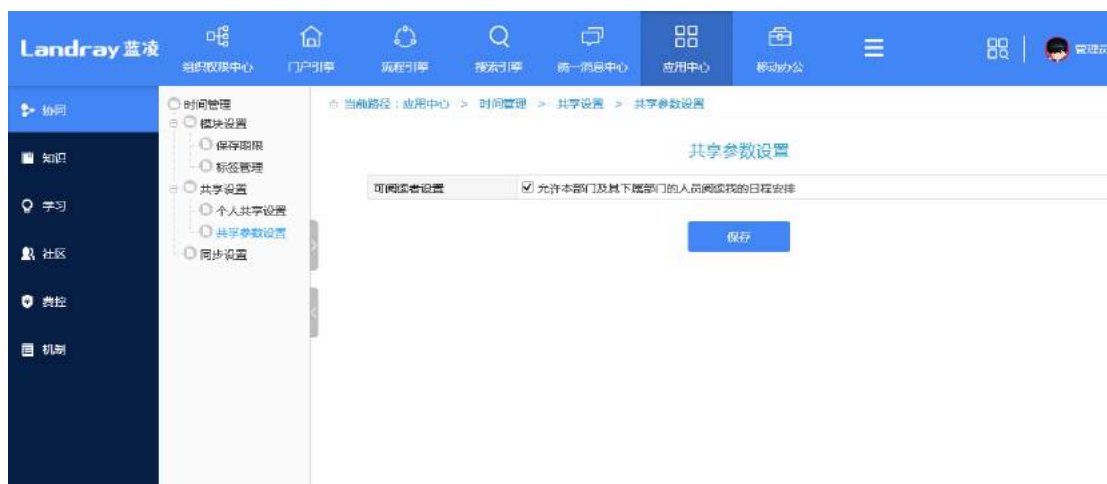 Landray 蓝凌
组织权限中心
门户引擎
流程引擎
搜索引擎
统一消息中心
应用中心
移动办公
管理员
协同
知识
学习
社区
费控
机制
时间管理
模块设置
保存期限
标签管理
共享设置
个人共享设置
共享参数设置
同步设置
当前路径：应用中心 > 时间管理 > 共享设置 > 共享参数设置
共享参数设置
可阅读者设置 允许本部门及其下属部门的人员阅读我的日程安排
保存